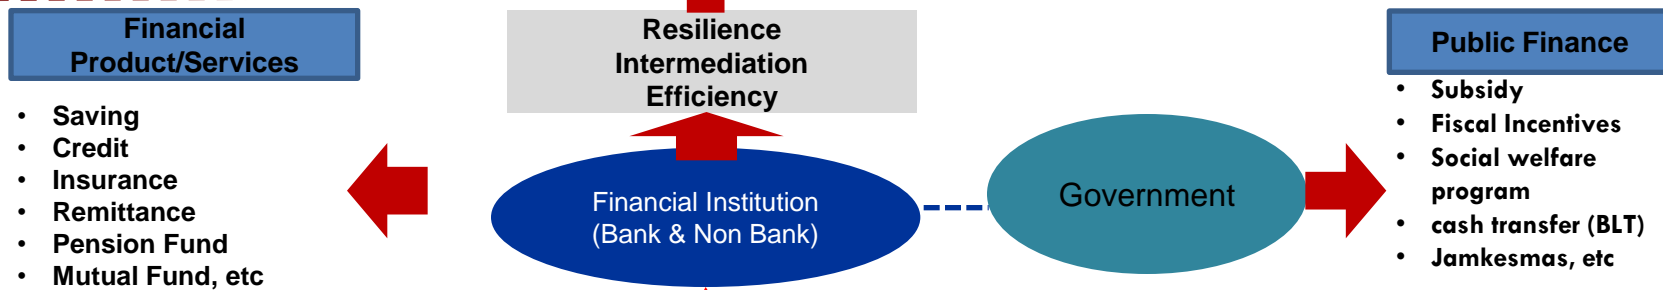 Financial
Product/Services
• Saving
• Credit
• Insurance
• Remittance
• Pension Fund
• Mutual Fund, etc
Resilience
Intermediation
Efficiency
Financial Institution
(Bank & Non Bank)
Government
Public Finance
• Subsidy
• Fiscal Incentives
• Social welfare
program
• cash transfer (BLT)
• Jamkesmas, etc